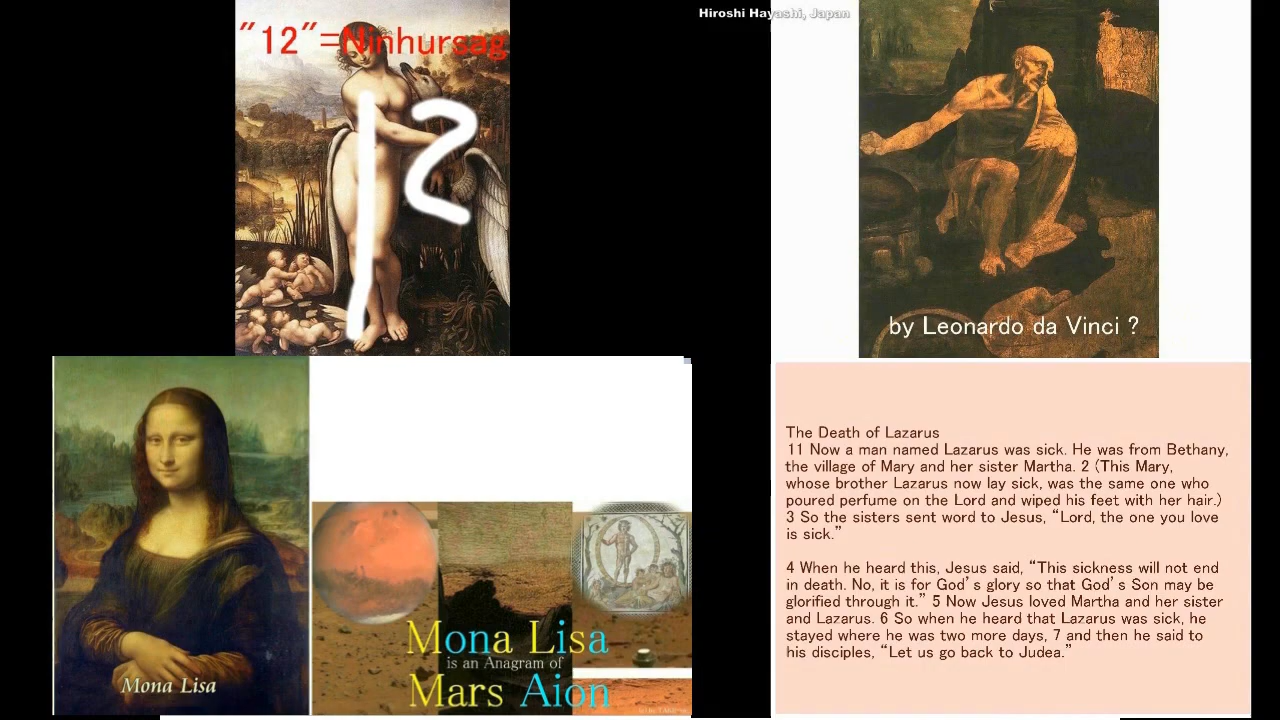 Hiroshi Hayashi, Japan
"12"=Ninhursag
12
by Leonardo da Vinci ?
Mona Lisa
Mona Lisa
is an Anagram of
Mars Aion
The Death of Lazarus
11 Now a man named Lazarus was sick. He was from Bethany,
the village of Mary and her sister Martha. 2 (This Mary,
whose brother Lazarus now lay sick, was the same one who
poured perfume on the Lord and wiped his feet with her hair.)
3 So the sisters sent word to Jesus, “Lord, the one you love
is sick.”
4 When he heard this, Jesus said, “This sickness will not end
in death. No, it is for God’s glory so that God’s Son may be
glorified through it.” 5 Now Jesus loved Martha and her sister
and Lazarus. 6 So when he heard that Lazarus was sick, he
stayed where he was two more days, 7 and then he said to
his disciples, “Let us go back to Judea.”